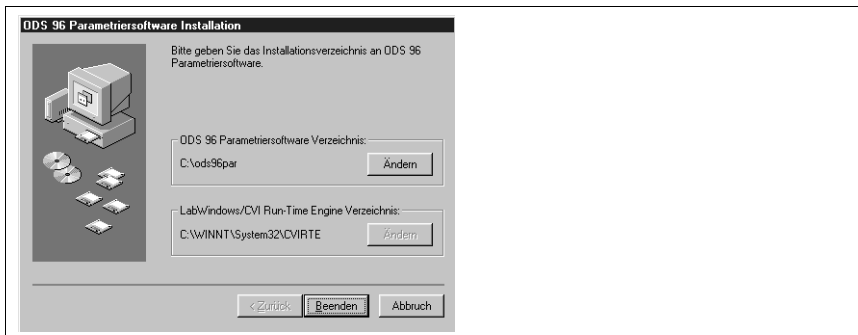 ODS 96 Parametriersoftware Installation
Bitte geben Sie das Installationsverzeichnis an ODS 96
Parametriersoftware.
ODS 96 Parametriersoftware Verzeichnis:
C:\ods96par
Ändern
LabWindows/CVI Run-Time Engine Verzeichnis:
C:\WINNT\System32\CVIRTE
Ändern
< Zurück
Beenden
Abbruch